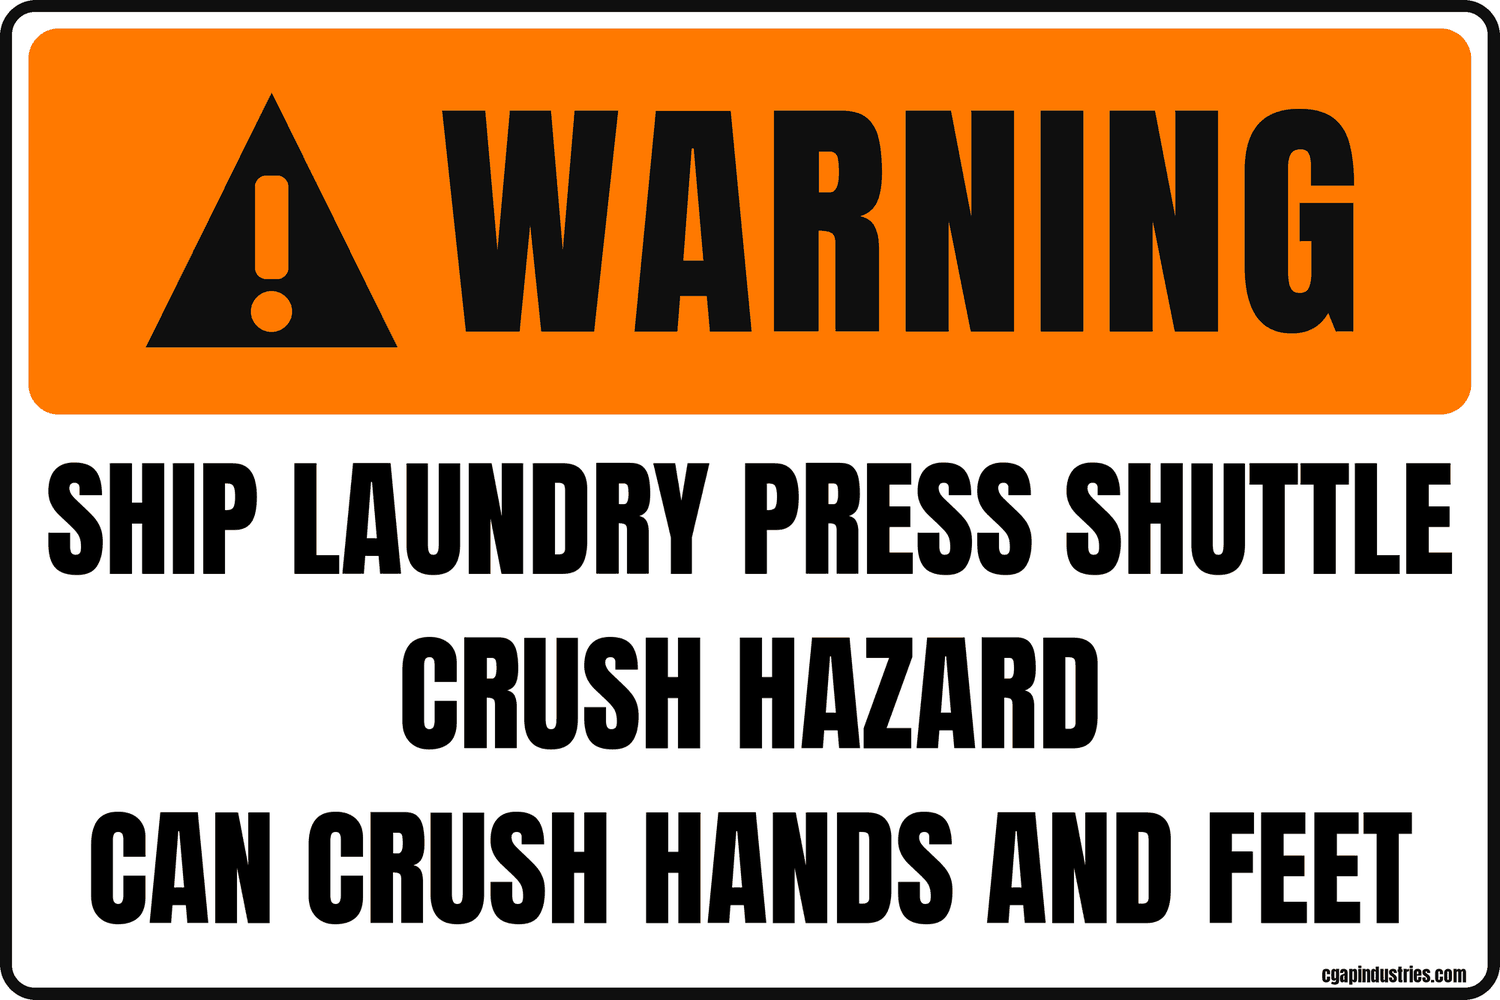 WARNING
SHIP LAUNDRY PRESS SHUTTLE
CRUSH HAZARD
CAN CRUSH HANDS AND FEET
cgapindustries.com